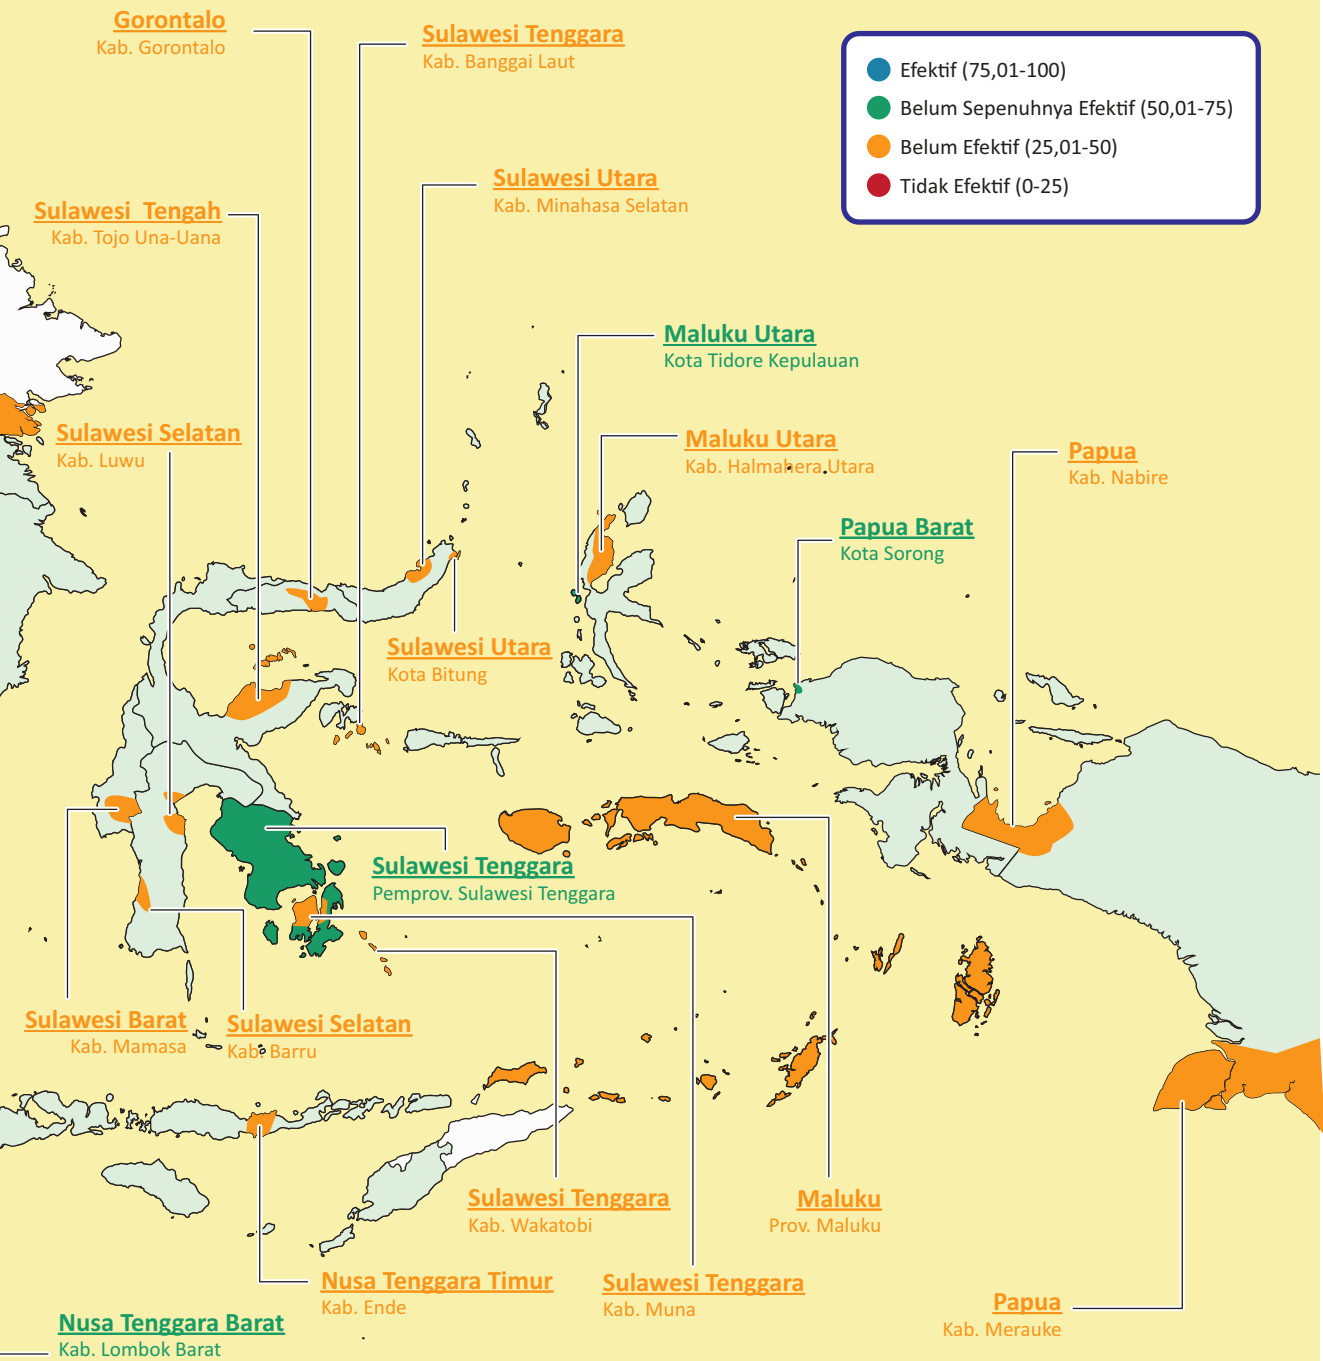 Gorontalo
Kab. Gorontalo
Sulawesi Tenggara
Kab. Banggai Laut
Efektif (75,01-100)
Belum Sepenuhnya Efektif (50,01-75)
Belum Efektif (25,01-50)
Tidak Efektif (0-25)
Sulawesi Utara
Kab. Minahasa Selatan
Sulawesi  Tengah
Kab. Tojo Una-Uana
Maluku Utara
Kota Tidore Kepulauan
Sulawesi Selatan
Kab. Luwu
Maluku Utara
Kab. Halmahera Utara
Papua
Kab. Nabire
Papua Barat
Kota Sorong
Sulawesi Utara
Kota Bitung
Sulawesi Tenggara
Pemprov. Sulawesi Tenggara
Sulawesi Barat
Kab. Mamasa
Sulawesi Selatan
Kab. Barru
Sulawesi Tenggara
Kab. Wakatobi
Maluku
Prov. Maluku
Nusa Tenggara Timur
Kab. Ende
Sulawesi Tenggara
Kab. Muna
Papua
Kab. Merauke
Nusa Tenggara Barat
Kab. Lombok Barat